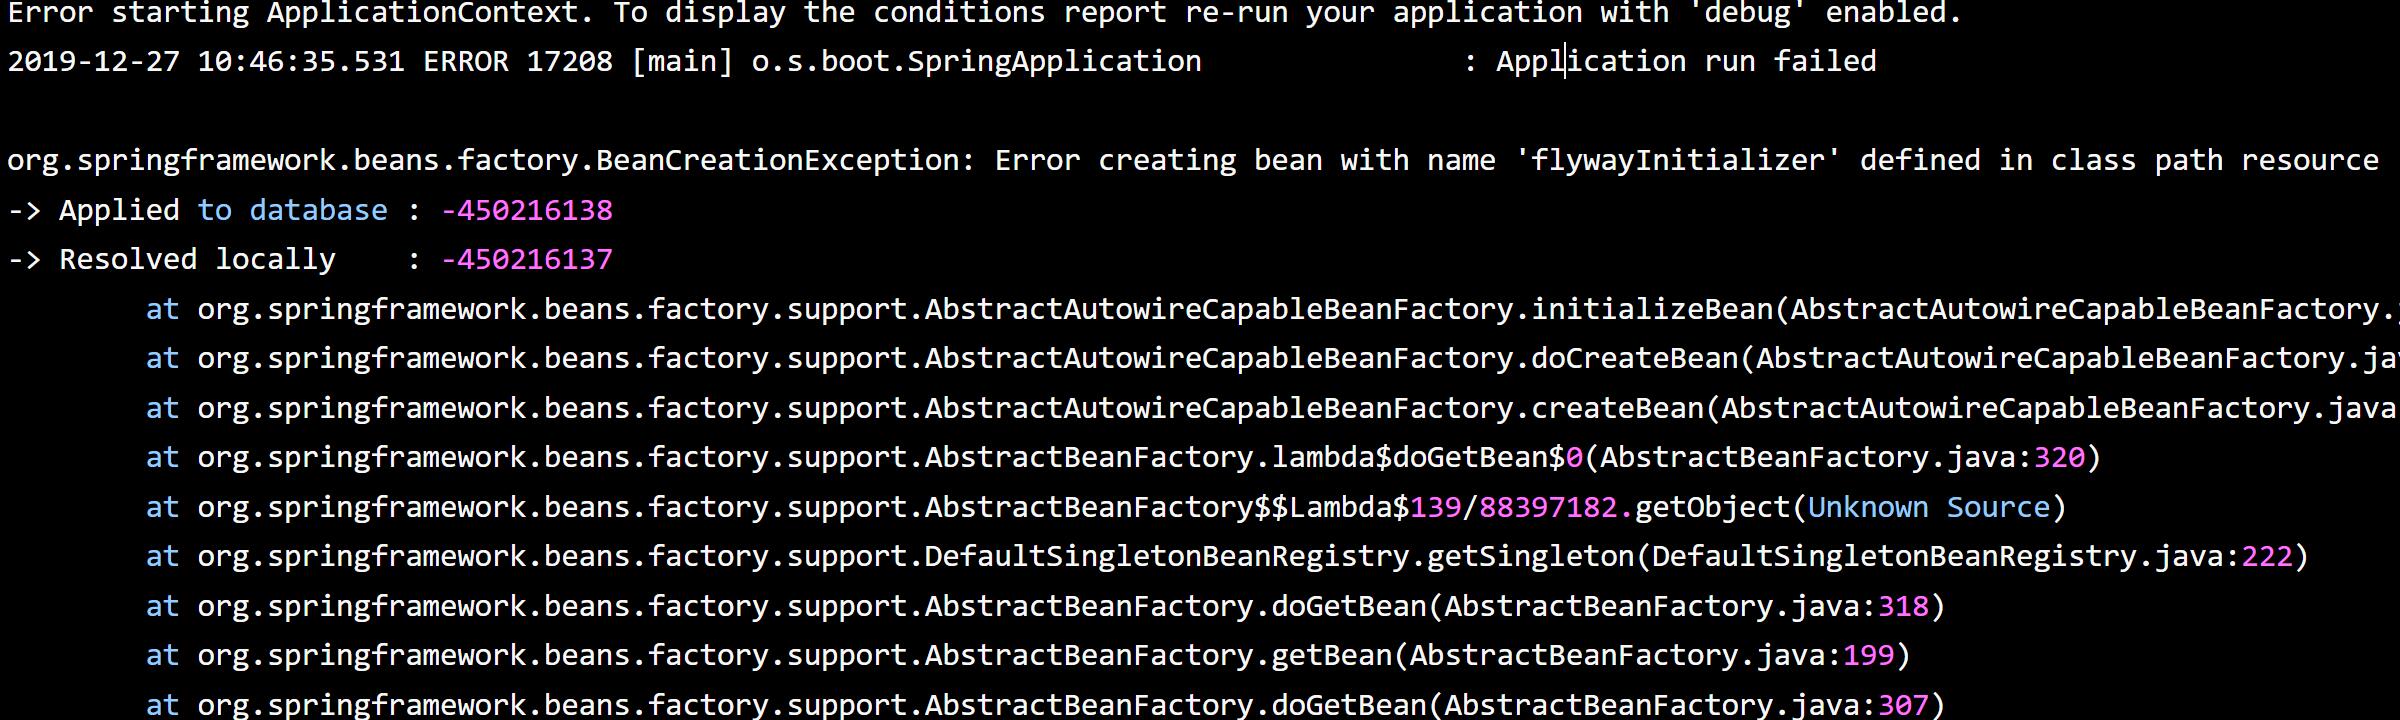 Error starting ApplicationContext. To display the conditions report re-run your application with 'debug' enabled.
2019-12-27 10:46:35.531 ERROR 17208 [main] o.s.boot.SpringApplication               : Application run failed
org.springframework.beans.factory.BeanCreationException: Error creating bean with name 'flywayInitializer' defined in class path resource
-> Applied to database : -450216138
-> Resolved locally    : -450216137
        at org.springframework.beans.factory.support.AbstractAutowireCapableBeanFactory.initializeBean(AbstractAutowireCapableBeanFactory.
        at org.springframework.beans.factory.support.AbstractAutowireCapableBeanFactory.doCreateBean(AbstractAutowireCapableBeanFactory.ja
        at org.springframework.beans.factory.support.AbstractAutowireCapableBeanFactory.createBean(AbstractAutowireCapableBeanFactory.java
        at org.springframework.beans.factory.support.AbstractBeanFactory.lambda$doGetBean$0(AbstractBeanFactory.java:320)
        at org.springframework.beans.factory.support.AbstractBeanFactory$$Lambda$139/88397182.getObject(Unknown Source)
        at org.springframework.beans.factory.support.DefaultSingletonBeanRegistry.getSingleton(DefaultSingletonBeanRegistry.java:222)
        at org.springframework.beans.factory.support.AbstractBeanFactory.doGetBean(AbstractBeanFactory.java:318)
        at org.springframework.beans.factory.support.AbstractBeanFactory.getBean(AbstractBeanFactory.java:199)
        at org.springframework.beans.factory.support.AbstractBeanFactory.doGetBean(AbstractBeanFactory.java:307)